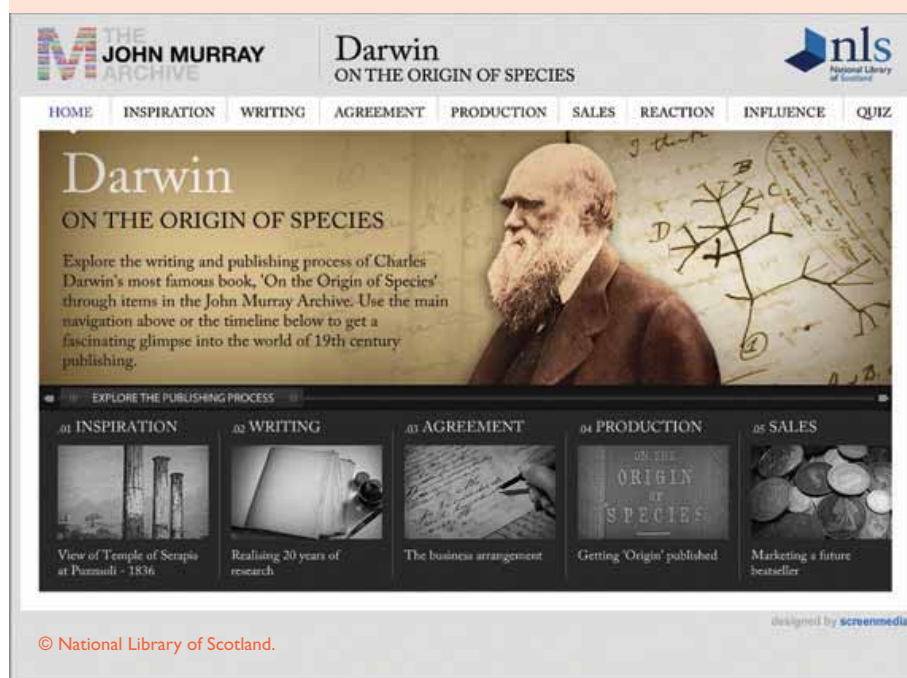 THE
JOHN MURRAY
ARCHIVE
Darwin
ON THE ORIGIN OF SPECIES
nls
National Library
of Scotland
HOME INSPIRATION WRITING AGREEMENT PRODUCTION SALES REACTION INFLUENCE QUIZ
Darwin
ON THE ORIGIN OF SPECIES
Explore the writing and publishing process of Charles
Darwin's most famous book, 'On the Origin of Species'
through items in the John Murray Archive. Use the main
navigation above or the timeline below to get a
fascinating glimpse into the world of 19th century
publishing.
I think
B
C
D
A
1
A. B.
EXPLORE THE PUBLISHING PROCESS
.01 INSPIRATION
View of Temple of Serapis
at Puzzuoli - 1836
.02 WRITING
Realising 20 years of
research
.03 AGREEMENT
The business arrangement
.04 PRODUCTION
ON THE
ORIGIN
OF
SPECIES
Getting 'Origin' published
.05 SALES
Marketing a future
bestseller
designed by screenmedia
© National Library of Scotland.